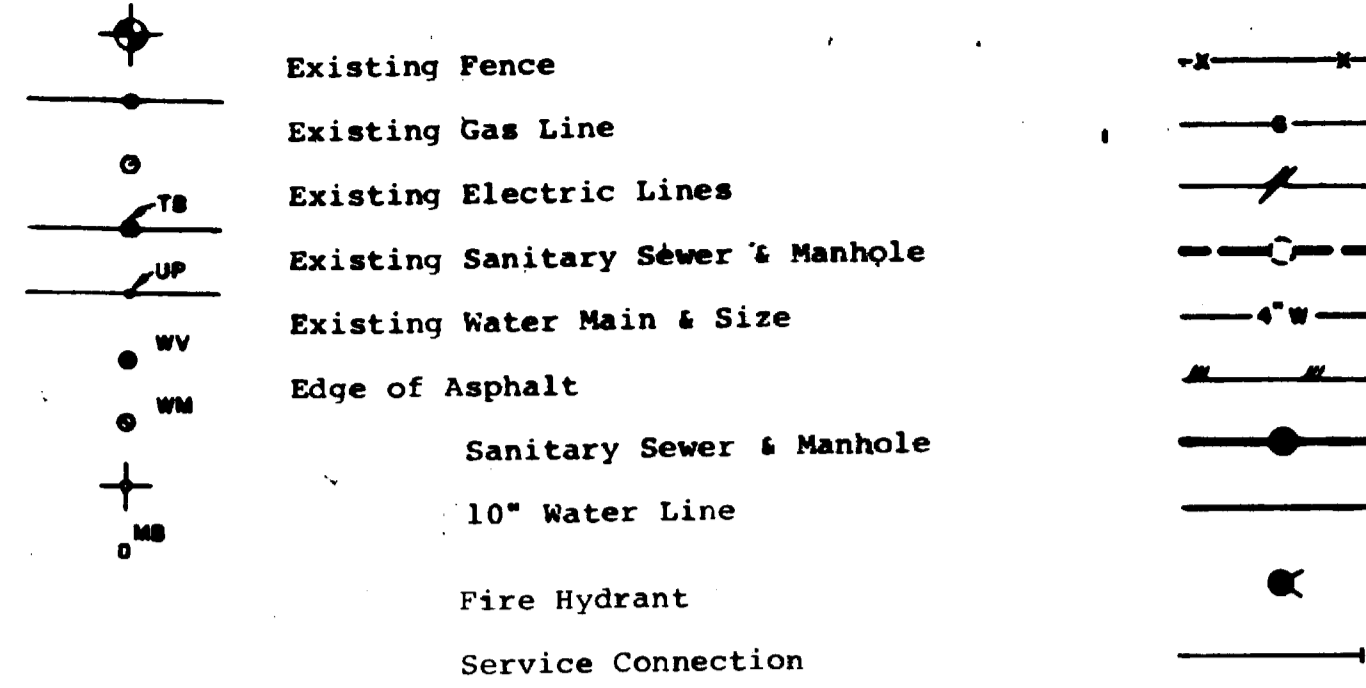 Existing Fence
X X
Existing Gas Line
G
Existing Electric Lines
TB
Existing Sanitary Sewer & Manhole
UP
Existing Water Main & Size
4" W
WV
Edge of Asphalt
WM
Sanitary Sewer & Manhole
10" Water Line
MB
Fire Hydrant
Service Connection